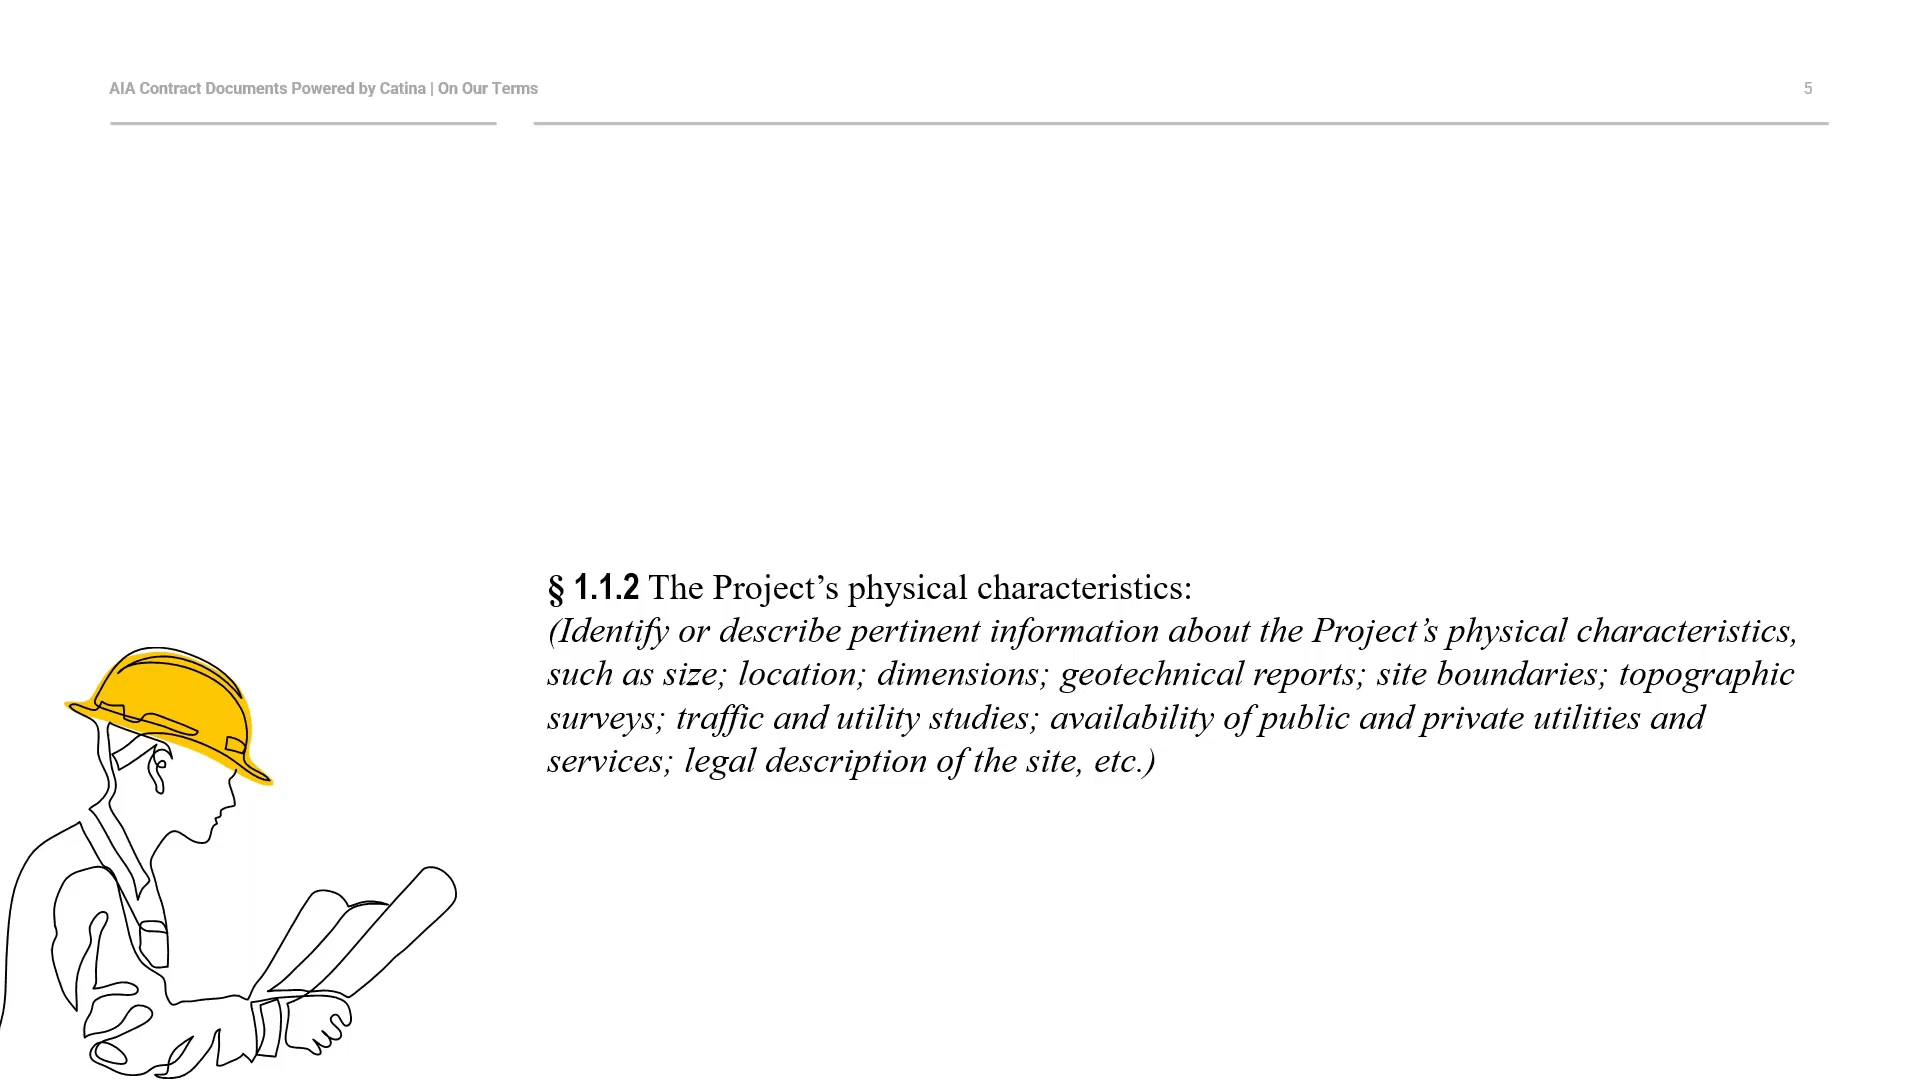 AIA Contract Documents Powered by Catina | On Our Terms
5
§ 1.1.2 The Project’s physical characteristics:
(Identify or describe pertinent information about the Project’s physical characteristics,
such as size; location; dimensions; geotechnical reports; site boundaries; topographic
surveys; traffic and utility studies; availability of public and private utilities and
services; legal description of the site, etc.)